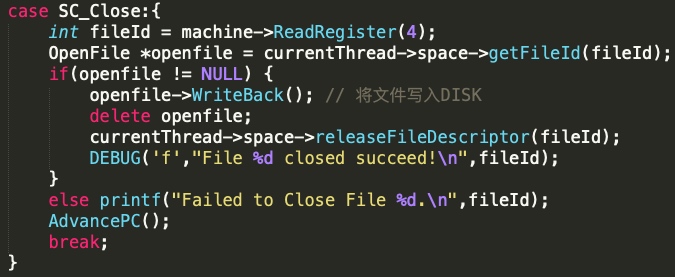 case SC_Close:{
    int fileId = machine->ReadRegister(4);
    OpenFile *openfile = currentThread->space->getFileId(fileId);
    if(openfile != NULL) {
        openfile->WriteBack(); // 将文件写入DISK
        delete openfile;
        currentThread->space->releaseFileDescriptor(fileId);
        DEBUG('f',"File %d closed succeed!\n",fileId);
    }
    else printf("Failed to Close File %d.\n",fileId);
    AdvancePC();
    break;
}